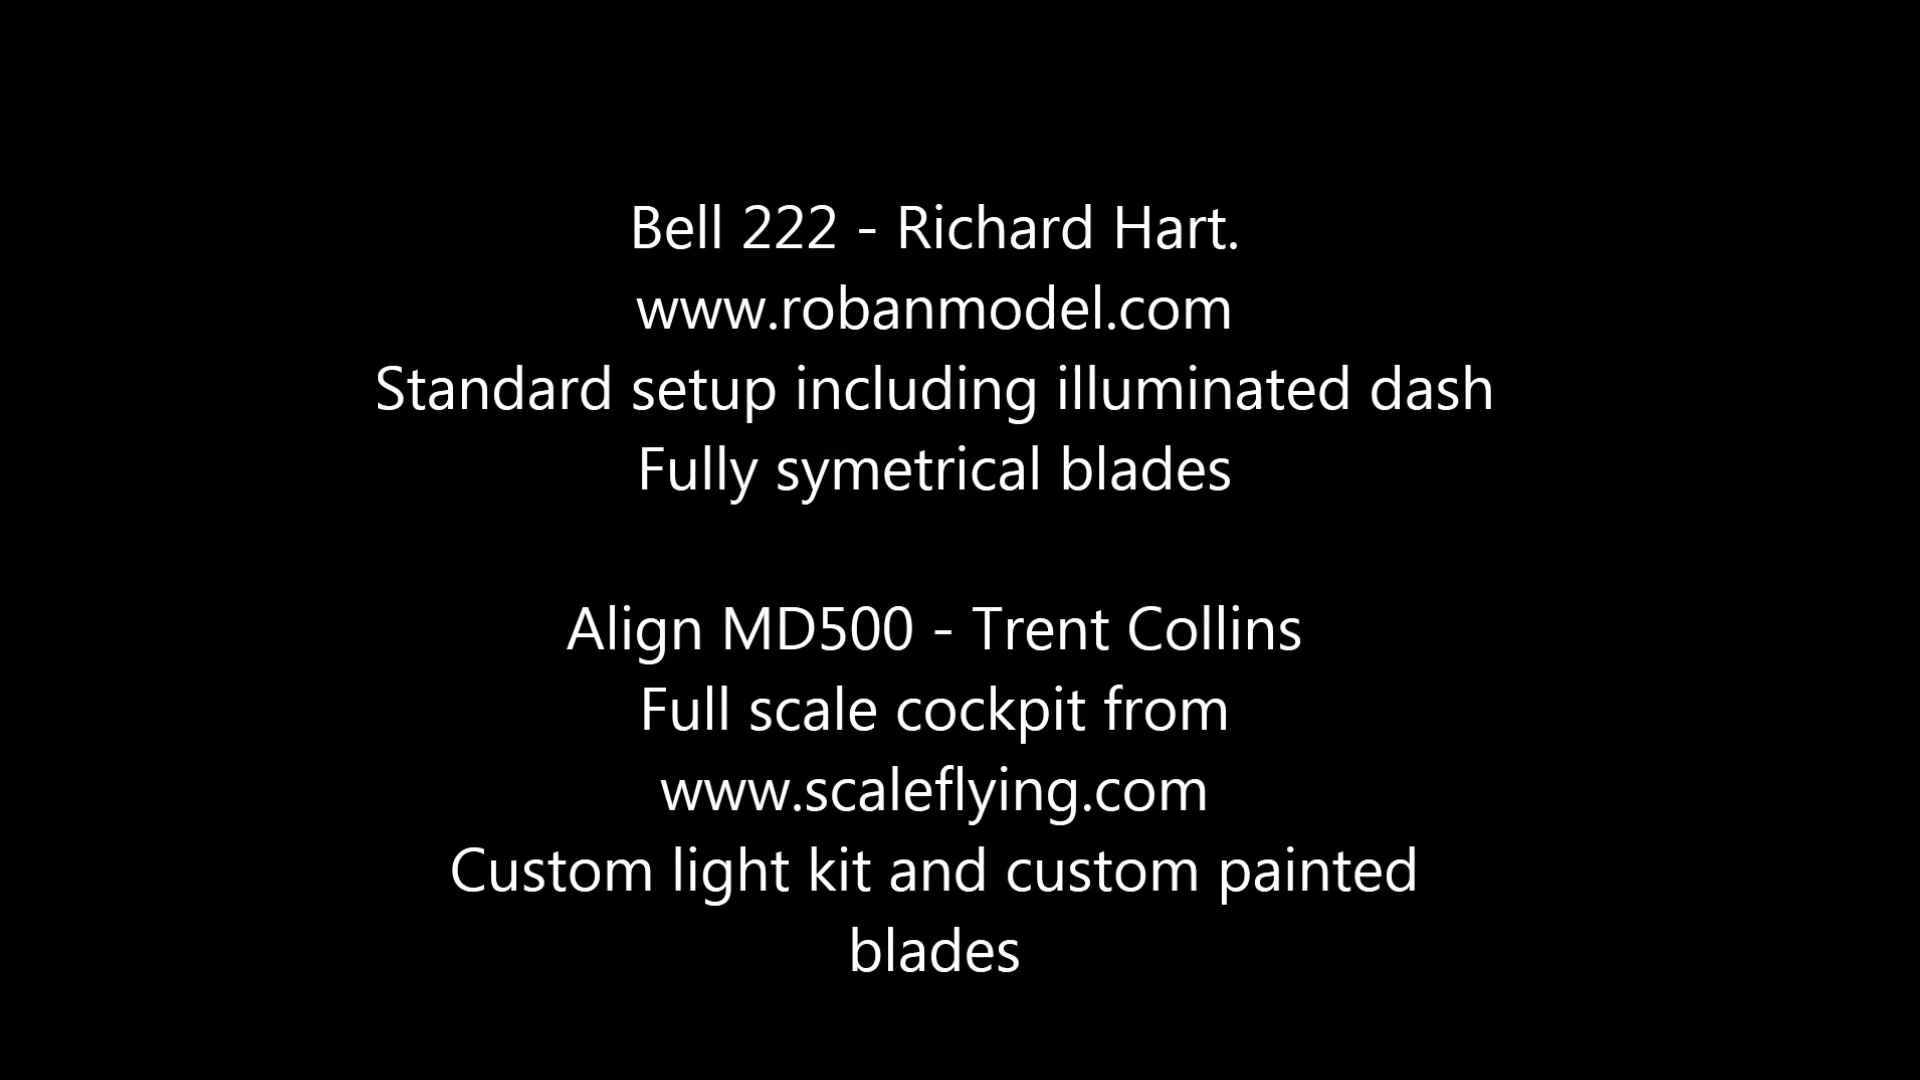 Bell 222 - Richard Hart.
www.robanmodel.com
Standard setup including illuminated dash
Fully symetrical blades
Align MD500 - Trent Collins
Full scale cockpit from
www.scaleflying.com
Custom light kit and custom painted
blades